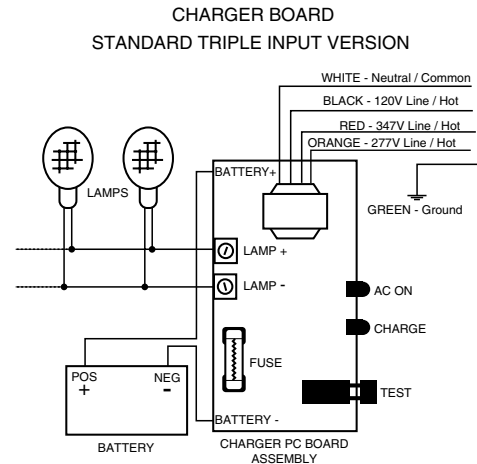 CHARGER BOARD
STANDARD TRIPLE INPUT VERSION
WHITE - Neutral / Common
BLACK - 120V Line / Hot
RED - 347V Line / Hot
ORANGE - 277V Line / Hot
BATTERY+
LAMPS
GREEN - Ground
LAMP +
LAMP -
AC ON
CHARGE
FUSE
POS
NEG
+
-
TEST
BATTERY -
BATTERY
CHARGER PC BOARD
ASSEMBLY